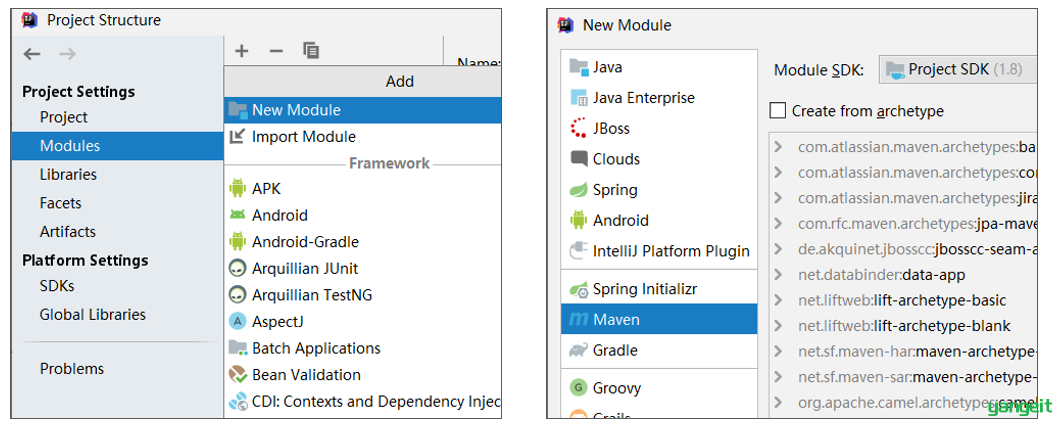 Project Structure
Name:
Add
Project Settings
Project
Modules
Libraries
Facets
Artifacts
Platform Settings
SDKs
Global Libraries
Problems
New Module
Import Module
Framework
APK
Android
Android-Gradle
Arquillian JUnit
Arquillian TestNG
AspectJ
Batch Applications
Bean Validation
CDI: Contexts and Dependency Injec
New Module
Java
Java Enterprise
JBoss
Clouds
Spring
Android
IntelliJ Platform Plugin
Spring Initializr
Maven
Gradle
Groovy
Grails
Module SDK: Project SDK (1.8)
Create from archetype
com.atlassian.maven.archetypes:ba
com.atlassian.maven.archetypes:co
com.atlassian.maven.archetypes:jira
com.rfc.maven.archetypes:jpa-mave
de.akquinet.jbosscc:jbosscc-seam-a
net.databinder:data-app
net.liftweb:lift-archetype-basic
net.liftweb:lift-archetype-blank
net.sf.maven-har:maven-archetype-
net.sf.maven-sar:maven-archetype-
org.apache.camel.archetypes:camel
gangeit